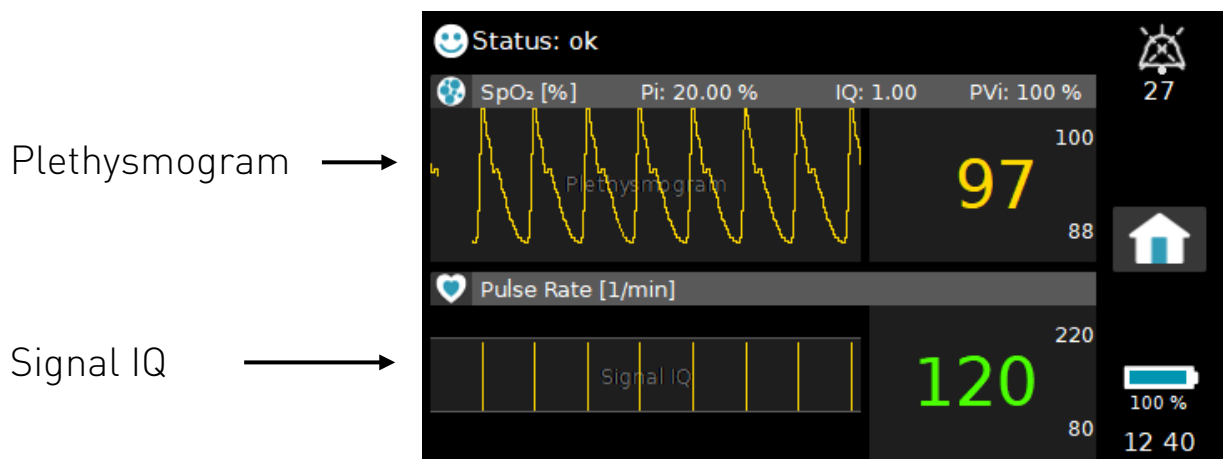 Status: ok
27
SpO₂ [%] Pi: 20.00 % IQ: 1.00 PVi: 100 %
Plethysmogram
Plethysmogram
100
97
88
Pulse Rate [1/min]
Signal IQ
Signal IQ
220
120
80
100 %
12 40